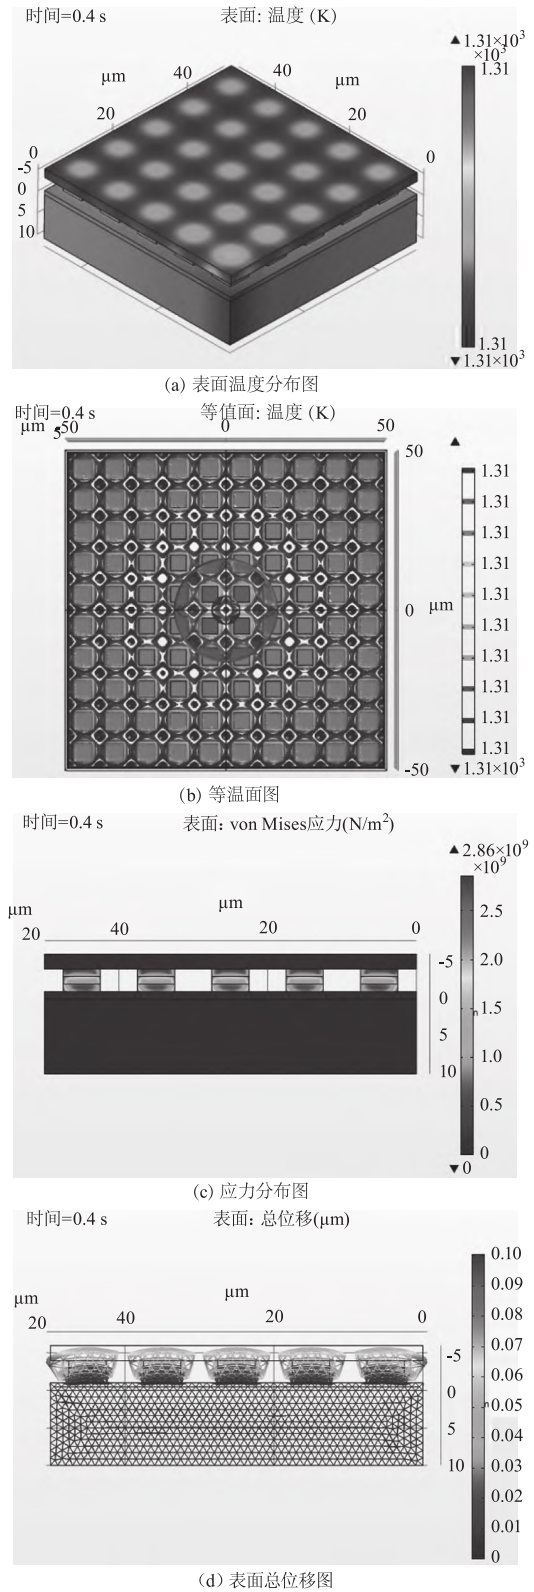 时间=0.4 s 表面: 温度 (K)
▲ 1.31×10³
×10³
1.31
μm 40 40 μm
20 20
0 0
-5
0
5
10
1.31
▼ 1.31×10³
(a) 表面温度分布图
时间=0.4 s 等值面: 温度 (K)
μm 5 -50 0 50
50
▲
1.31
1.31
1.31
1.31
1.31
0 μm
1.31
1.31
1.31
1.31
1.31
-50
▼ 1.31×10³
(b) 等温面图
时间=0.4 s 表面: von Mises应力(N/m²)
▲ 2.86×10⁹
×10⁹
μm μm
20 40 20 0
2.5
-5 2.0
0 1.5
5 1.0
10 0.5
0
▼ 0
(c) 应力分布图
时间=0.4 s 表面: 总位移(μm)
0.10
0.09
μm μm 0.08
20 40 20 0
0.07
-5 0.06
0 0.05
5 0.04
10 0.03
0.02
0.01
0
(d) 表面总位移图